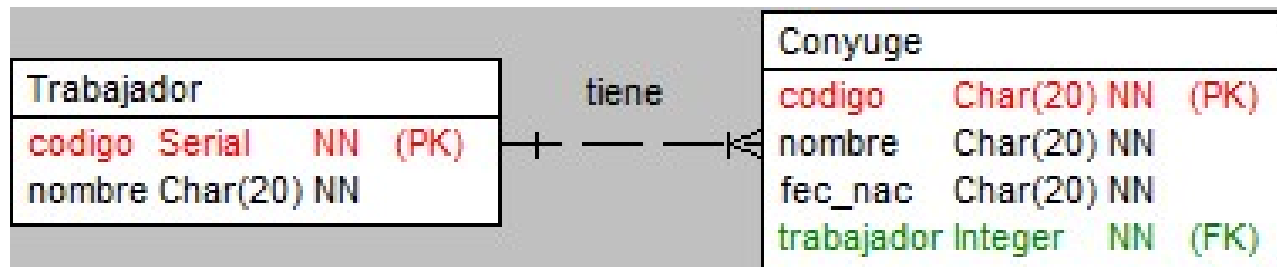 Trabajador
codigo Serial NN (PK)
nombre Char(20) NN
tiene
Conyuge
codigo Char(20) NN (PK)
nombre Char(20) NN
fec_nac Char(20) NN
trabajador Integer NN (FK)